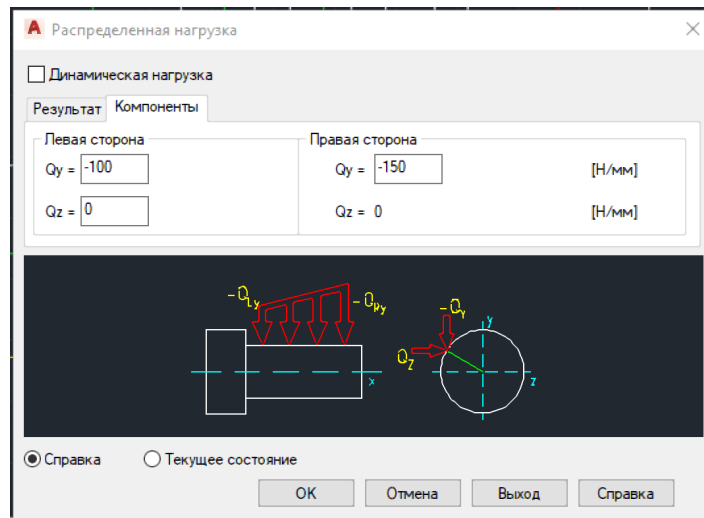 Распределенная нагрузка
Динамическая нагрузка
Результат Компоненты
Левая сторона Правая сторона
Qy = -100 Qy = -150 [Н/мм]
Qz = 0 Qz = 0 [Н/мм]
-QLy -QRy -Qy y
Qz
x z
Справка Текущее состояние
OK Отмена Выход Справка